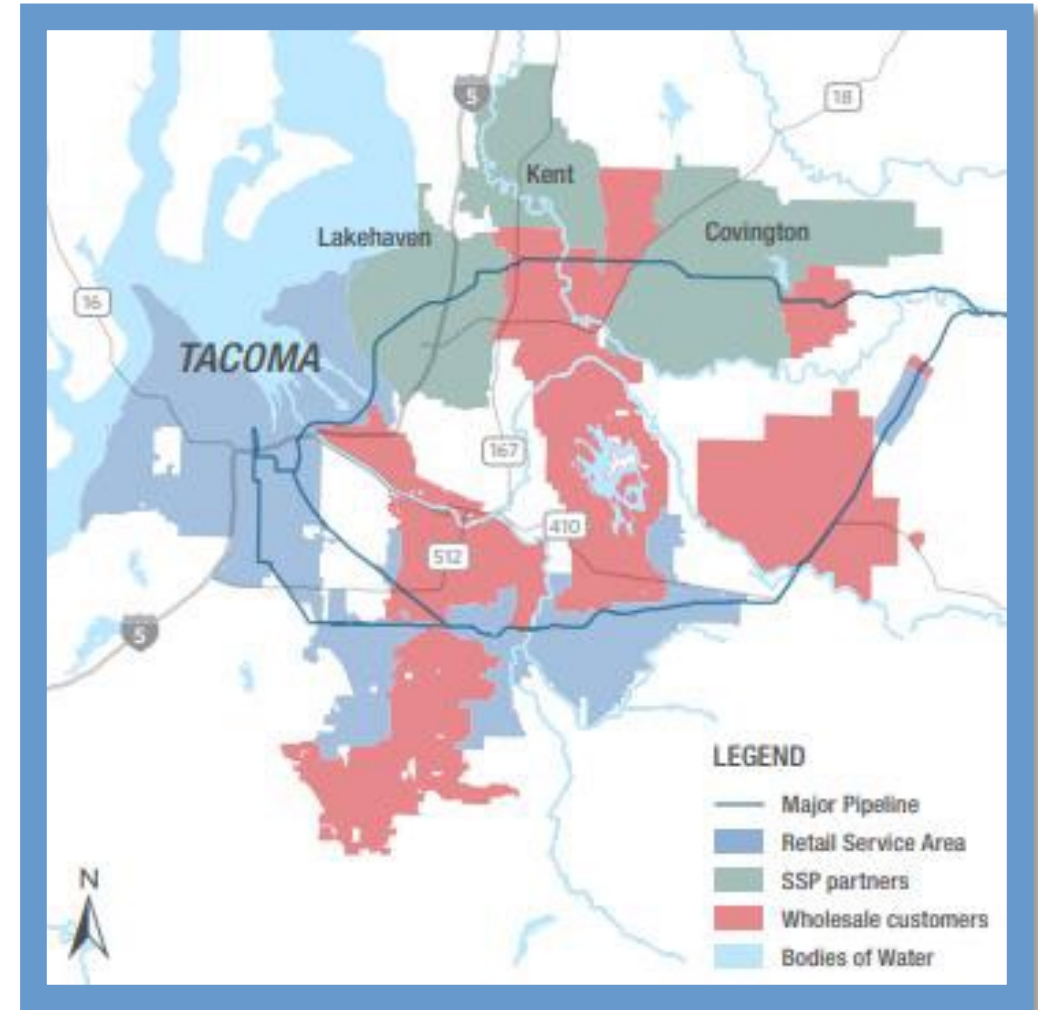 5
18
Kent
Lakehaven
Covington
16
TACOMA
167
410
512
5
LEGEND
Major Pipeline
Retail Service Area
SSP partners
Wholesale customers
Bodies of Water
N